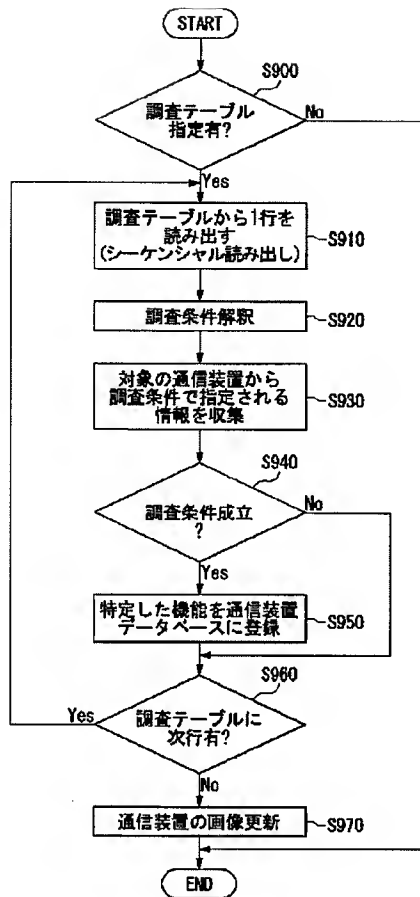 START
S900
調査テーブル
指定有?
No
Yes
調査テーブルから1行を
読み出す
(シーケンシャル読み出し)
S910
調査条件解釈
S920
対象の通信装置から
調査条件で指定される
情報を収集
S930
S940
調査条件成立
?
No
Yes
特定した機能を通信装置
データベースに登録
S950
S960
調査テーブルに
次行有?
Yes
No
通信装置の画像更新
S970
END